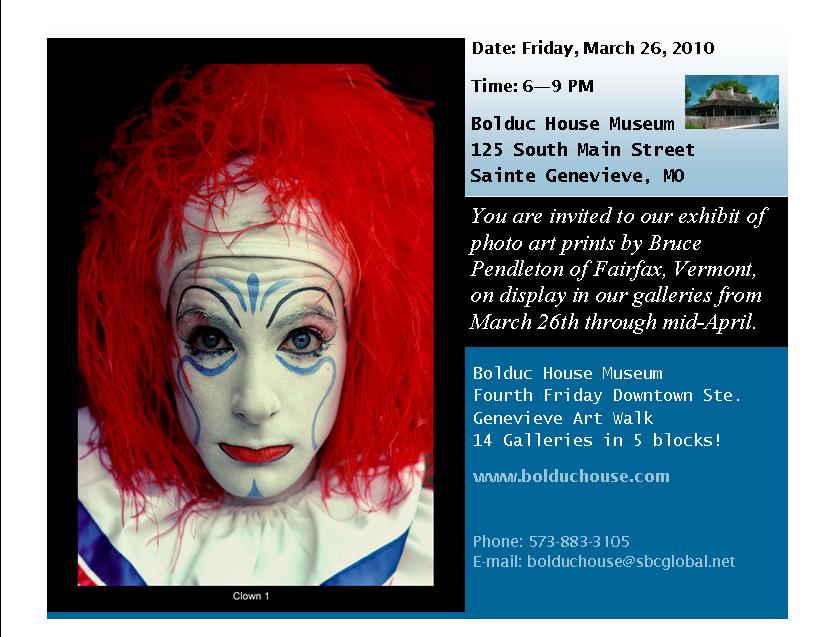 Date: Friday, March 26, 2010
Time: 6—9 PM
Bolduc House Museum
125 South Main Street
Sainte Genevieve, MO
You are invited to our exhibit of
photo art prints by Bruce
Pendleton of Fairfax, Vermont,
on display in our galleries from
March 26th through mid-April.
Bolduc House Museum
Fourth Friday Downtown Ste.
Genevieve Art Walk
14 Galleries in 5 blocks!
www.bolduchouse.com
Phone: 573-883-3105
E-mail: bolduchouse@sbcglobal.net
Clown 1